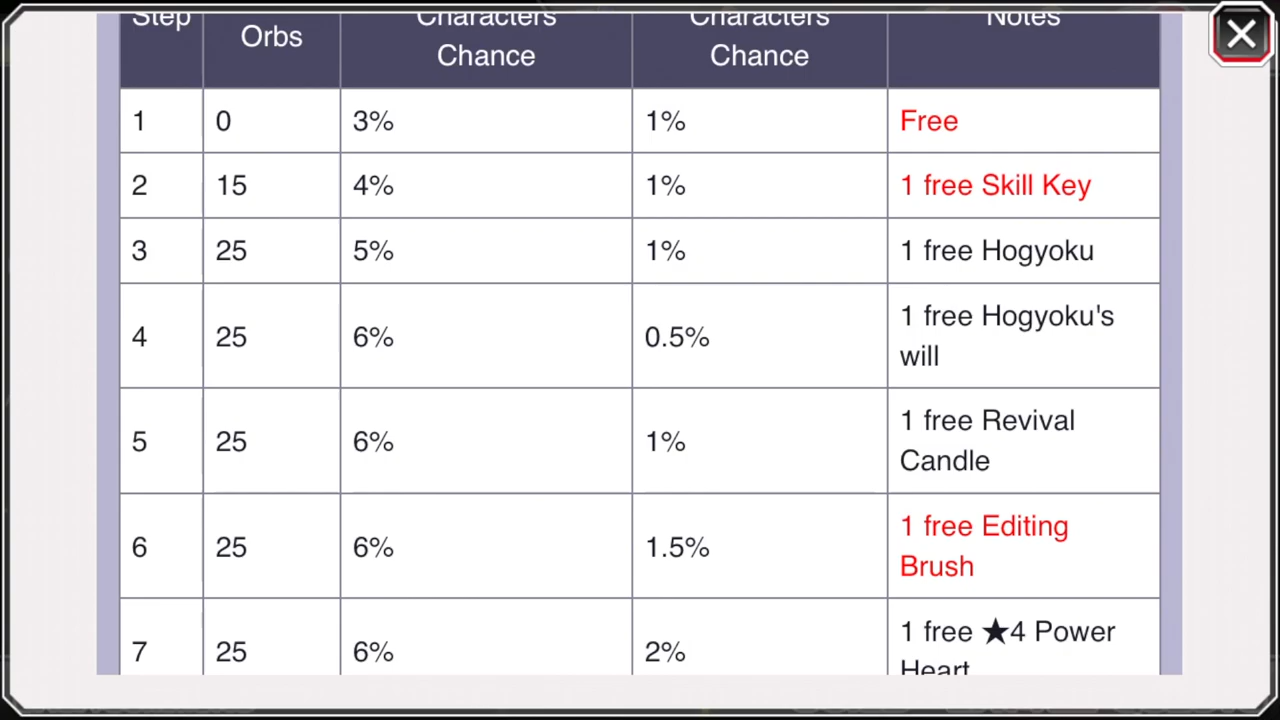 Step Orbs Characters Chance Characters Chance Notes
1 0 3% 1% Free
2 15 4% 1% 1 free Skill Key
3 25 5% 1% 1 free Hogyoku
4 25 6% 0.5% 1 free Hogyoku's
will
5 25 6% 1% 1 free Revival
Candle
6 25 6% 1.5% 1 free Editing
Brush
7 25 6% 2% 1 free ★4 Power
Heart